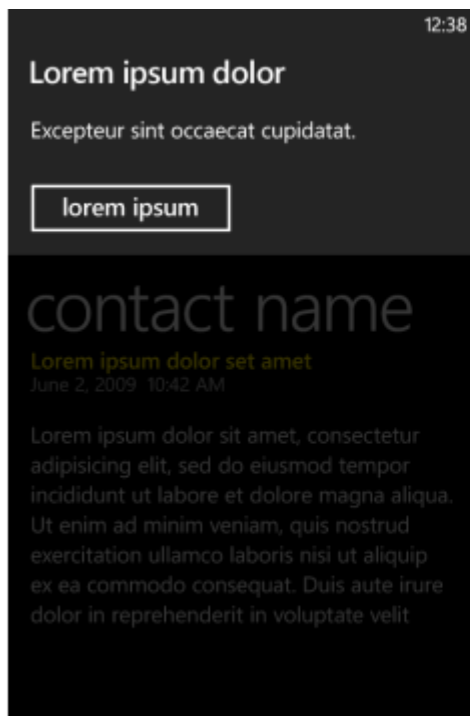 12:38
Lorem ipsum dolor
Excepteur sint occaecat cupidatat.
lorem ipsum
contact name
Lorem ipsum dolor set amet
June 2, 2009  10:42 AM
Lorem ipsum dolor sit amet, consectetur
adipisicing elit, sed do eiusmod tempor
incididunt ut labore et dolore magna aliqua.
Ut enim ad minim veniam, quis nostrud
exercitation ullamco laboris nisi ut aliquip
ex ea commodo consequat. Duis aute irure
dolor in reprehenderit in voluptate velit